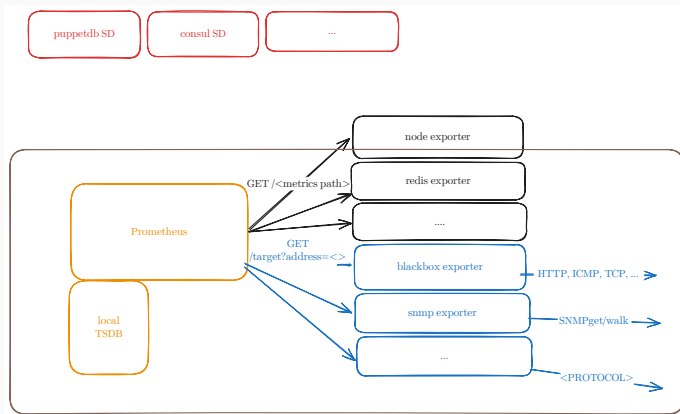 puppetdb SD
consul SD
...
node exporter
GET /<metrics path>
redis exporter
....
Prometheus
GET
/target?address=<>
blackbox exporter
HTTP, ICMP, TCP, ...
snmp exporter
SNMPget/walk
local
TSDB
...
<PROTOCOL>